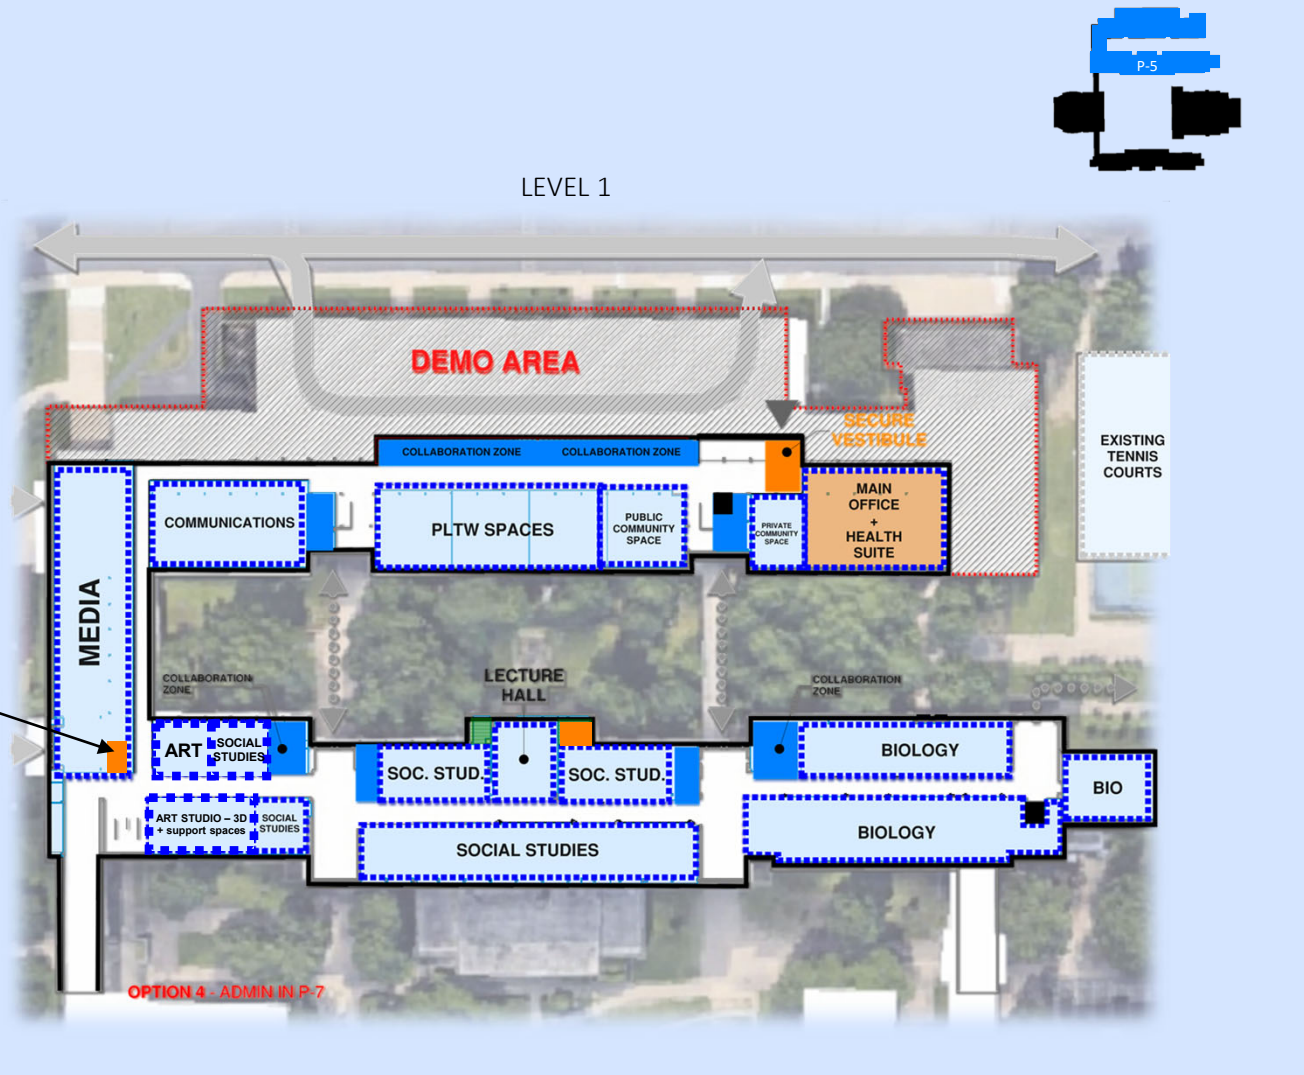 P-5
LEVEL 1
DEMO AREA
SECURE
VESTIBULE
EXISTING
TENNIS
COURTS
COLLABORATION ZONE
COLLABORATION ZONE
MAIN
OFFICE
+
HEALTH
SUITE
COMMUNICATIONS
PLTW SPACES
PUBLIC
COMMUNITY
SPACE
PRIVATE
COMMUNITY
SPACE
MEDIA
COLLABORATION
ZONE
LECTURE
HALL
COLLABORATION
ZONE
ART
SOCIAL
STUDIES
SOC. STUD.
SOC. STUD.
BIOLOGY
BIO
ART STUDIO – 3D
+ support spaces
SOCIAL
STUDIES
SOCIAL STUDIES
BIOLOGY
OPTION 4 - ADMIN IN P-7